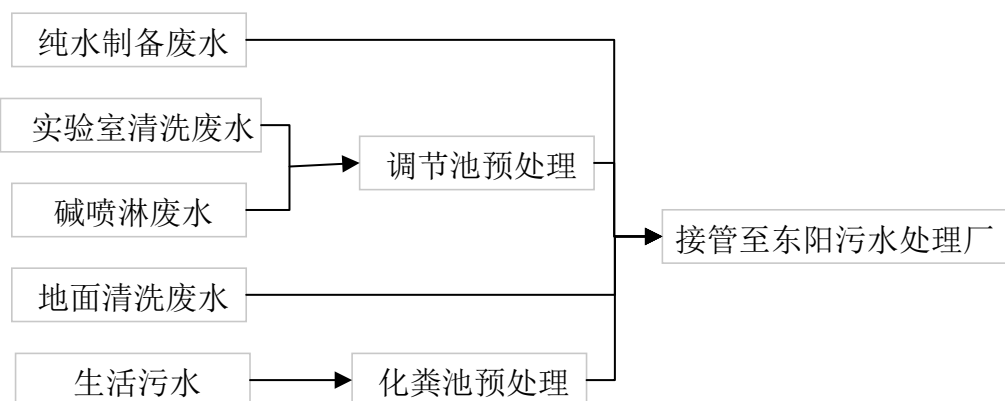 纯水制备废水
实验室清洗废水
调节池预处理
碱喷淋废水
接管至东阳污水处理厂
地面清洗废水
生活污水
化粪池预处理